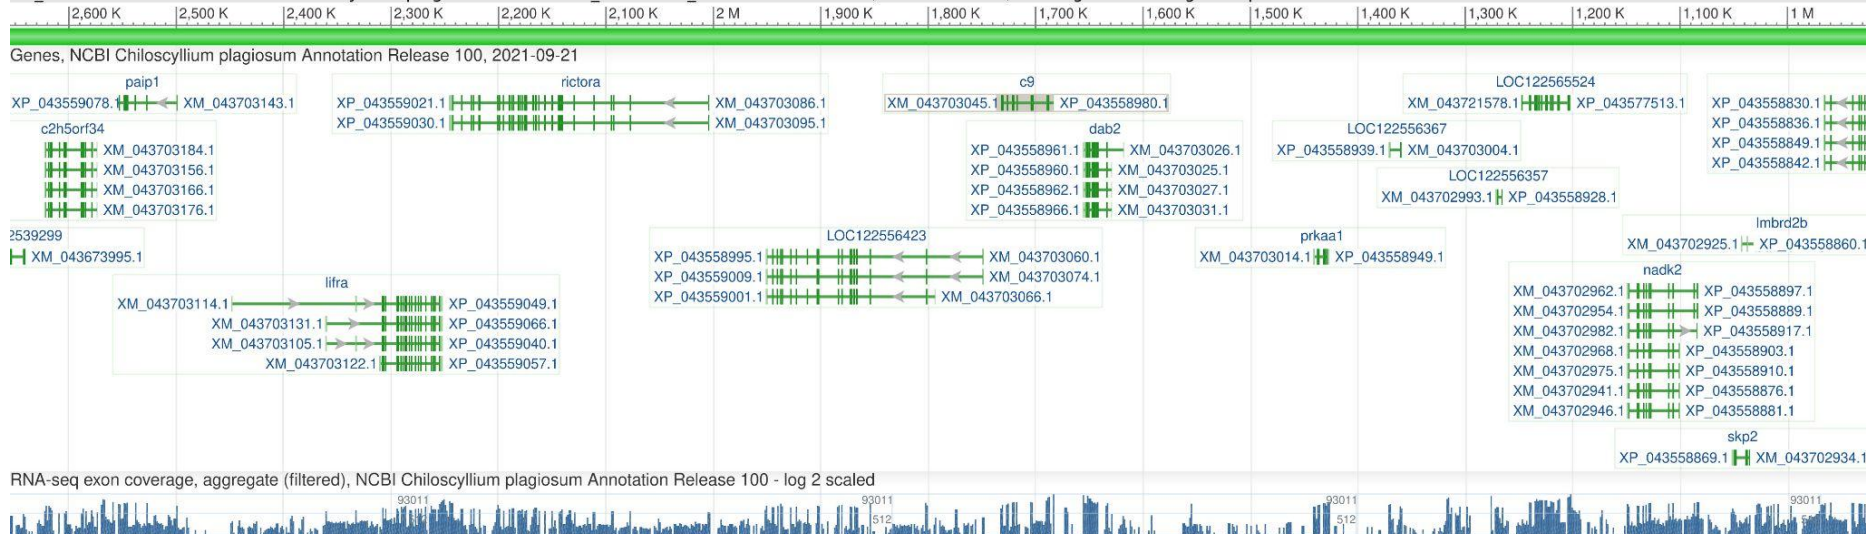 2,600 K 2,500 K 2,400 K 2,300 K 2,200 K 2,100 K 2 M 1,900 K 1,800 K 1,700 K 1,600 K 1,500 K 1,400 K 1,300 K 1,200 K 1,100 K 1 M
Genes, NCBI Chiloscyllium plagiosum Annotation Release 100, 2021-09-21
paip1 rictora c9 LOC122565524
XP_043559078.1 XM_043703143.1 XP_043559021.1 XM_043703086.1 XM_043703045.1 XP_043558980.1 XM_043721578.1 XP_043577513.1 XP_043558830.1
XP_043559030.1 XM_043703095.1 XP_043558836.1
c2h5orf34 dab2 LOC122556367
XM_043703184.1 XP_043558961.1 XM_043703026.1 XP_043558939.1 XM_043703004.1 XP_043558849.1
XM_043703156.1 XP_043558960.1 XM_043703025.1 XP_043558842.1
LOC122556357
XM_043703166.1 XP_043558962.1 XM_043703027.1 XM_043702993.1 XP_043558928.1
XM_043703176.1 XP_043558966.1 XM_043703031.1
lmbrd2b
2539299 LOC122556423 prkaa1 XM_043702925.1 XP_043558860.1
XM_043673995.1 XP_043558995.1 XM_043703060.1 XM_043703014.1 XP_043558949.1
nadk2
lifra XP_043559009.1 XM_043703074.1
XM_043702962.1 XP_043558897.1
XM_043703114.1 XP_043559049.1 XP_043559001.1 XM_043703066.1
XM_043702954.1 XP_043558889.1
XM_043703131.1 XP_043559066.1 XM_043702982.1 XP_043558917.1
XM_043703105.1 XP_043559040.1 XM_043702968.1 XP_043558903.1
XM_043703122.1 XP_043559057.1 XM_043702975.1 XP_043558910.1
XM_043702941.1 XP_043558876.1
XM_043702946.1 XP_043558881.1
skp2
XP_043558869.1 XM_043702934.1
RNA-seq exon coverage, aggregate (filtered), NCBI Chiloscyllium plagiosum Annotation Release 100 - log 2 scaled
93011 93011 93011 93011
512 512